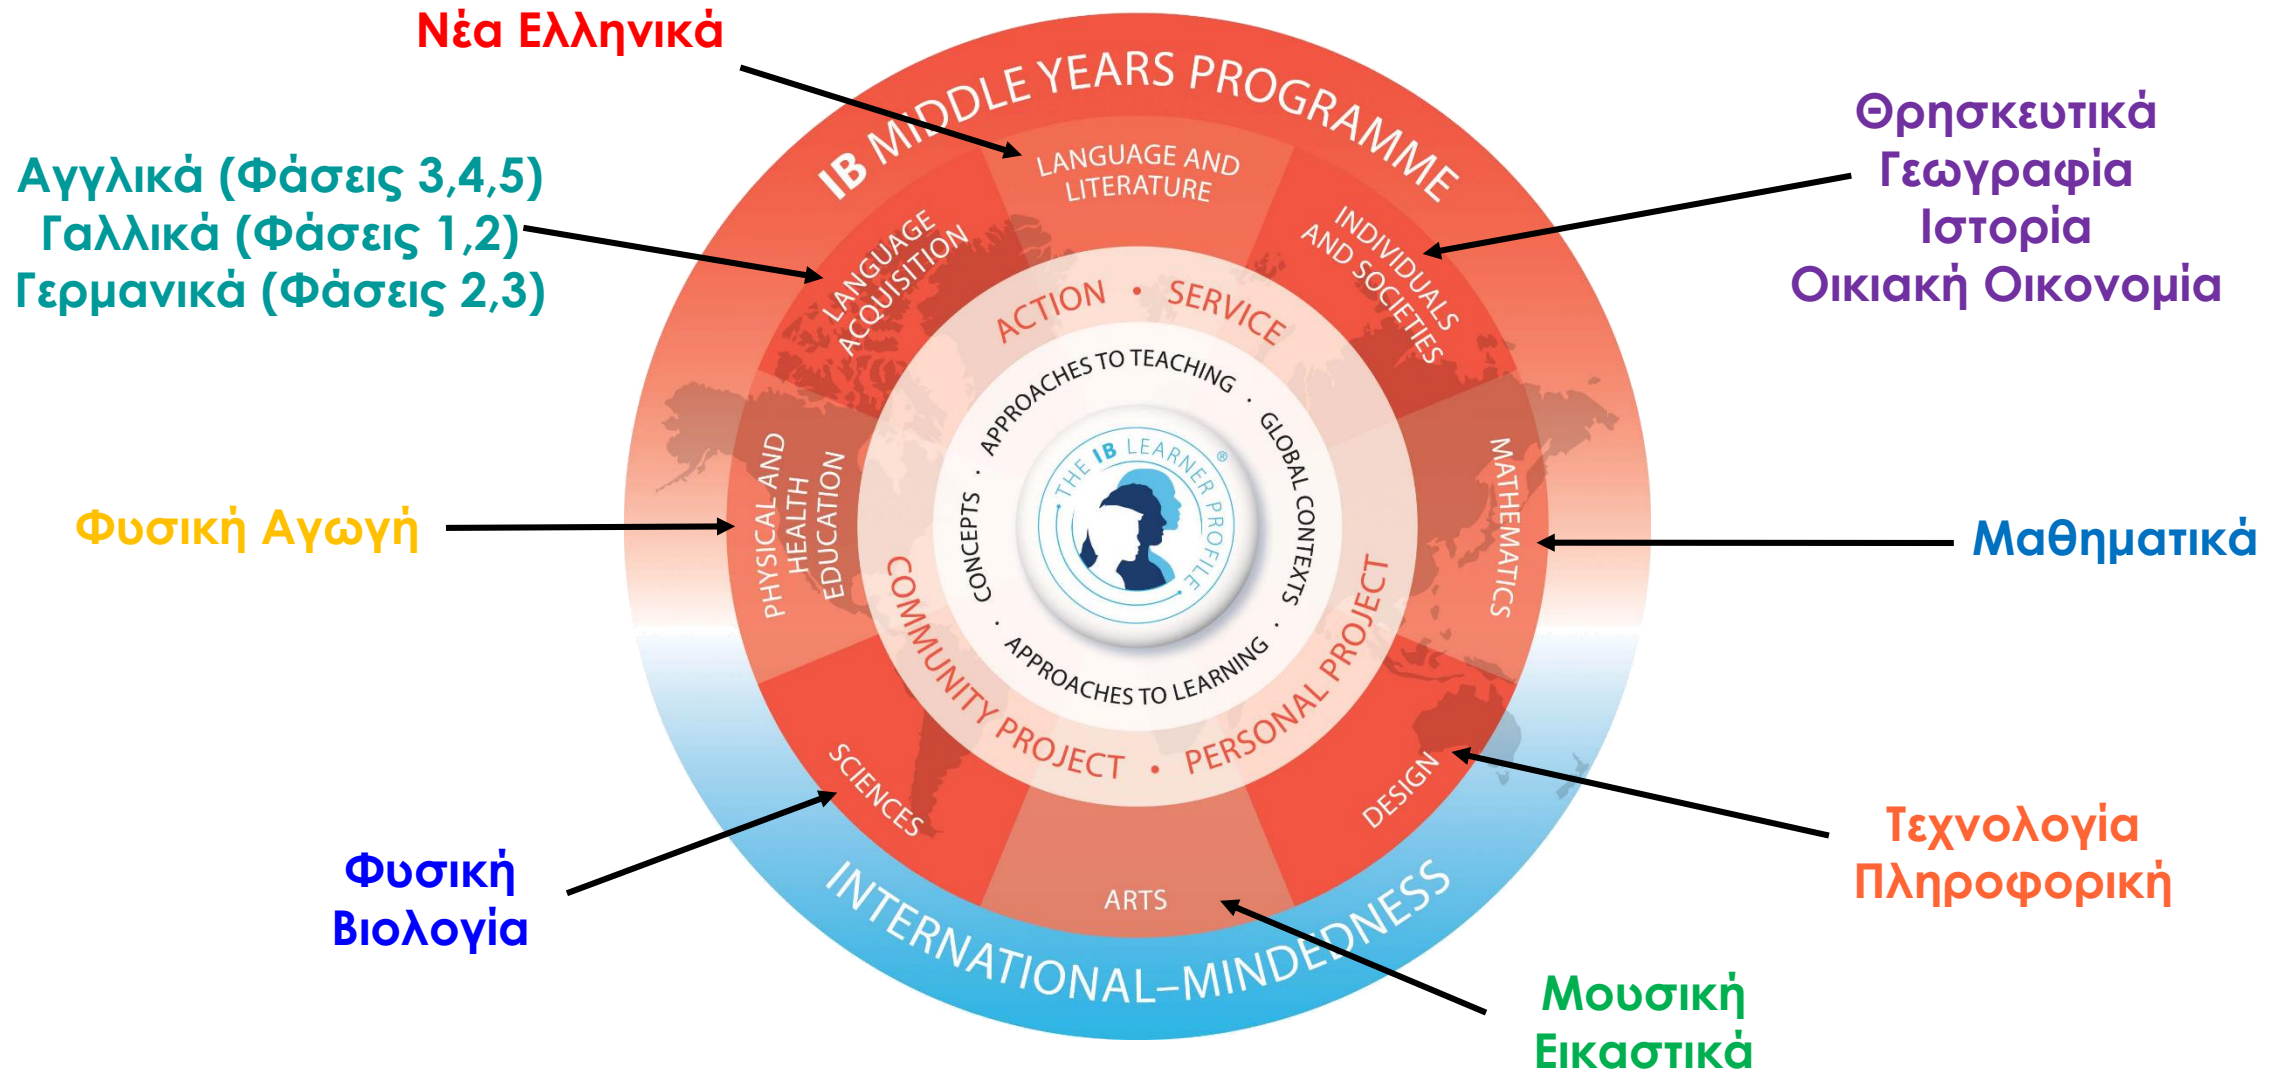 Νέα Ελληνικά
Αγγλικά (Φάσεις 3,4,5)
Γαλλικά (Φάσεις 1,2)
Γερμανικά (Φάσεις 2,3)
Θρησκευτικά
Γεωγραφία
Ιστορία
Οικιακή Οικονομία
Φυσική Αγωγή
Μαθηματικά
Φυσική
Βιολογία
Τεχνολογία
Πληροφορική
Μουσική
Εικαστικά
IB MIDDLE YEARS PROGRAMME
LANGUAGE AND
LITERATURE
LANGUAGE
ACQUISITION
INDIVIDUALS
AND SOCIETIES
PHYSICAL AND
HEALTH
EDUCATION
MATHEMATICS
SCIENCES
DESIGN
ARTS
INTERNATIONAL–MINDEDNESS
ACTION • SERVICE
COMMUNITY PROJECT • PERSONAL PROJECT
APPROACHES TO TEACHING · GLOBAL CONTEXTS ·
APPROACHES TO LEARNING · CONCEPTS ·
THE IB LEARNER PROFILE ®